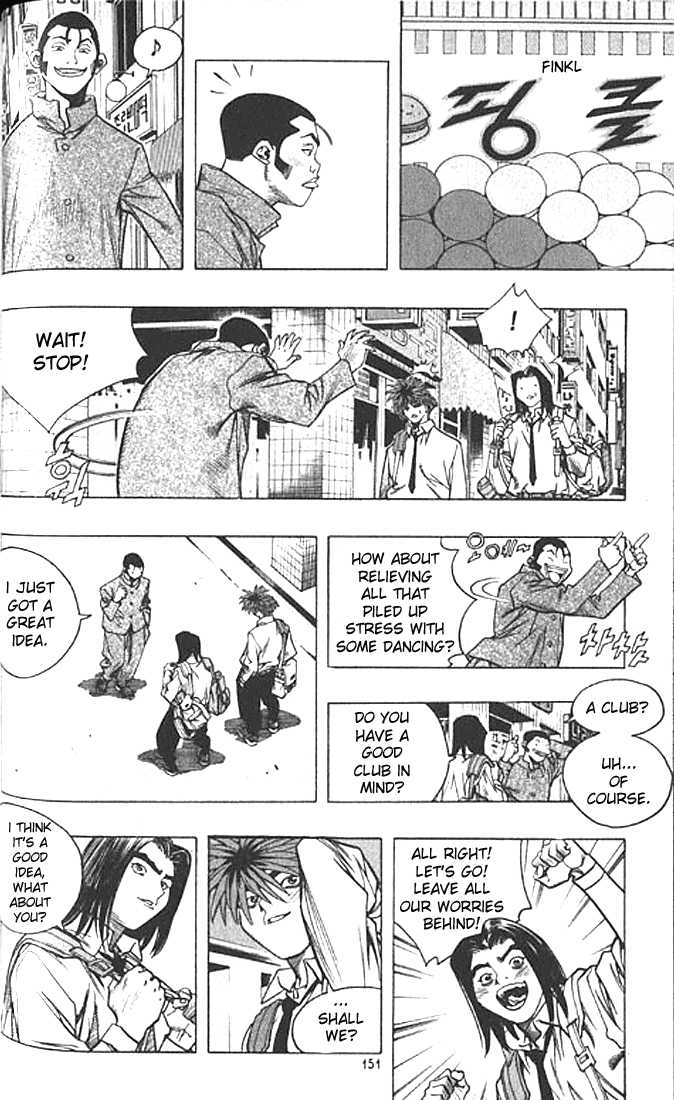 FINKL
핑클
WAIT!
STOP!
!
I JUST
GOT A
GREAT
IDEA.
HOW ABOUT
RELIEVING
ALL THAT
PILED UP
STRESS WITH
SOME DANCING?
DO YOU
HAVE A
GOOD
CLUB IN
MIND?
A CLUB?
UH...
OF
COURSE.
I THINK
IT'S A
GOOD
IDEA,
WHAT
ABOUT
YOU?
...
SHALL
WE?
ALL RIGHT!
LET'S GO!
LEAVE ALL
OUR WORRIES
BEHIND!
151